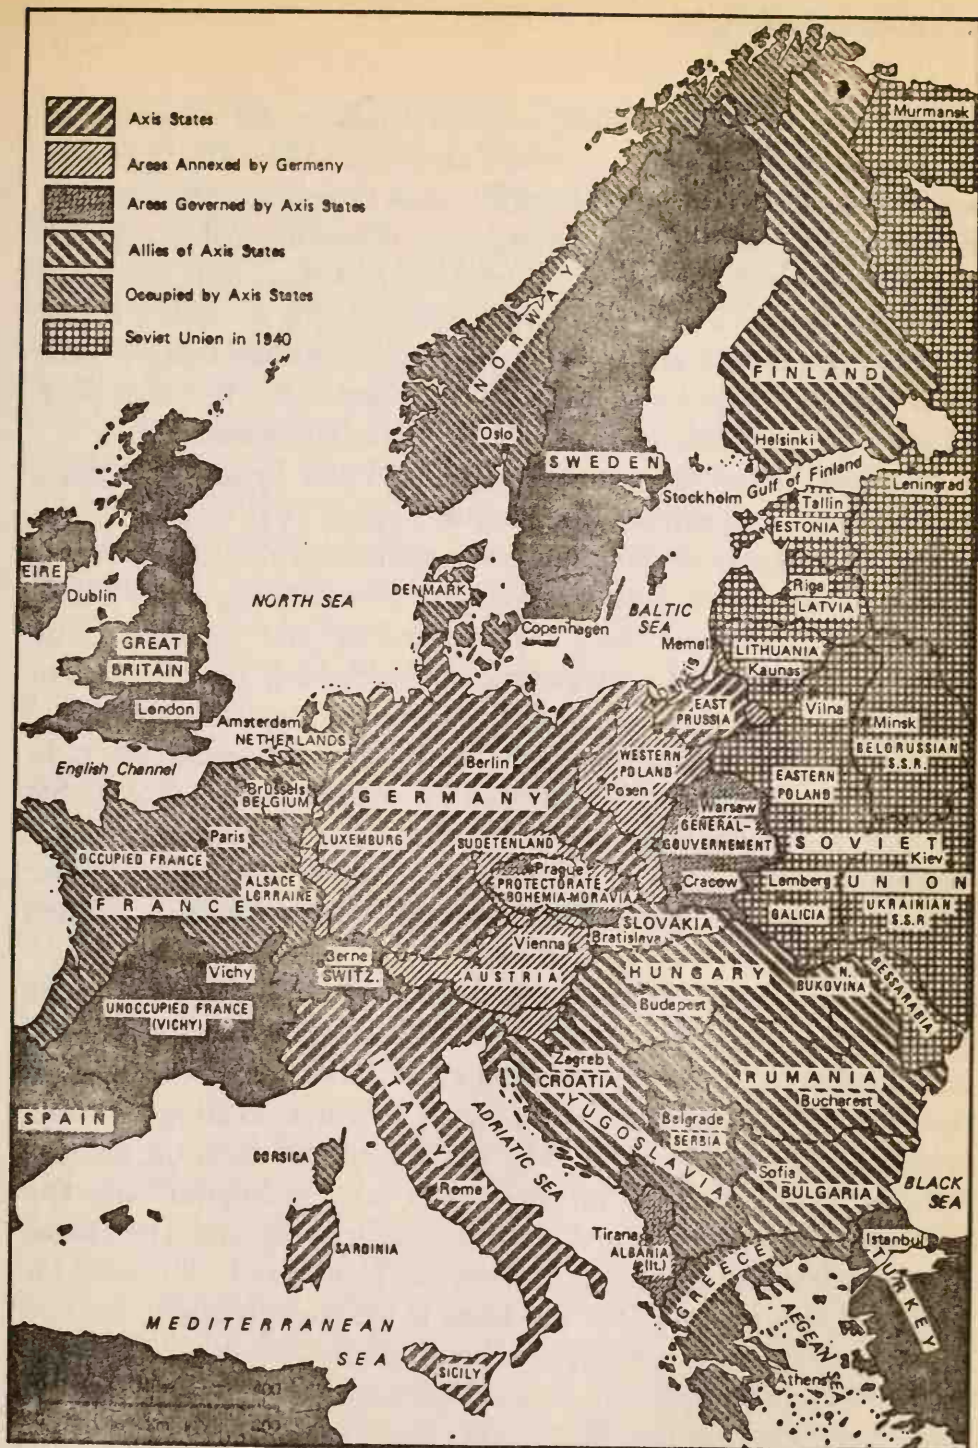 Axis States
Areas Annexed by Germany
Areas Governed by Axis States
Allies of Axis States
Occupied by Axis States
Soviet Union in 1940
Murmansk
NORWAY
FINLAND
Oslo
Helsinki
SWEDEN
Gulf of Finland
Leningrad
Stockholm
Tallin
ESTONIA
EIRE
Dublin
NORTH SEA
DENMARK
Riga
LATVIA
BALTIC
SEA
Copenhagen
Memel
LITHUANIA
Kaunas
GREAT
BRITAIN
London
Amsterdam
NETHERLANDS
EAST
PRUSSIA
Vilna
Minsk
BELORUSSIAN
S.S.R.
English Channel
Berlin
WESTERN
POLAND
Posen
EASTERN
POLAND
Brüssels
BELGIUM
GERMANY
Warsaw
GENERAL-
GOUVERNEMENT
Paris
LUXEMBURG
SUDETENLAND
SOVIET
UNION
Kiev
OCCUPIED FRANCE
Prague
PROTECTORATE
BOHEMIA-MORAVIA
Cracow
Lemberg
ALSACE
LORRAINE
FRANCE
GALICIA
UKRAINIAN
S.S.R.
SLOVAKIA
Bratislava
Vienna
AUSTRIA
Berne
SWITZ.
Vichy
HUNGARY
Budapest
N.
BUKOVINA
BESSARABIA
UNOCCUPIED FRANCE
(VICHY)
ITALY
Zagreb
CROATIA
RUMANIA
Bucharest
SPAIN
YUGOSLAVIA
Belgrade
SERBIA
ADRIATIC SEA
CORSICA
Rome
Sofia
BULGARIA
BLACK
SEA
Tirana
ALBANIA
(It.)
Istanbul
SARDINIA
GREECE
TURKEY
MEDITERRANEAN
SEA
AEGEAN SEA
SICILY
Athens